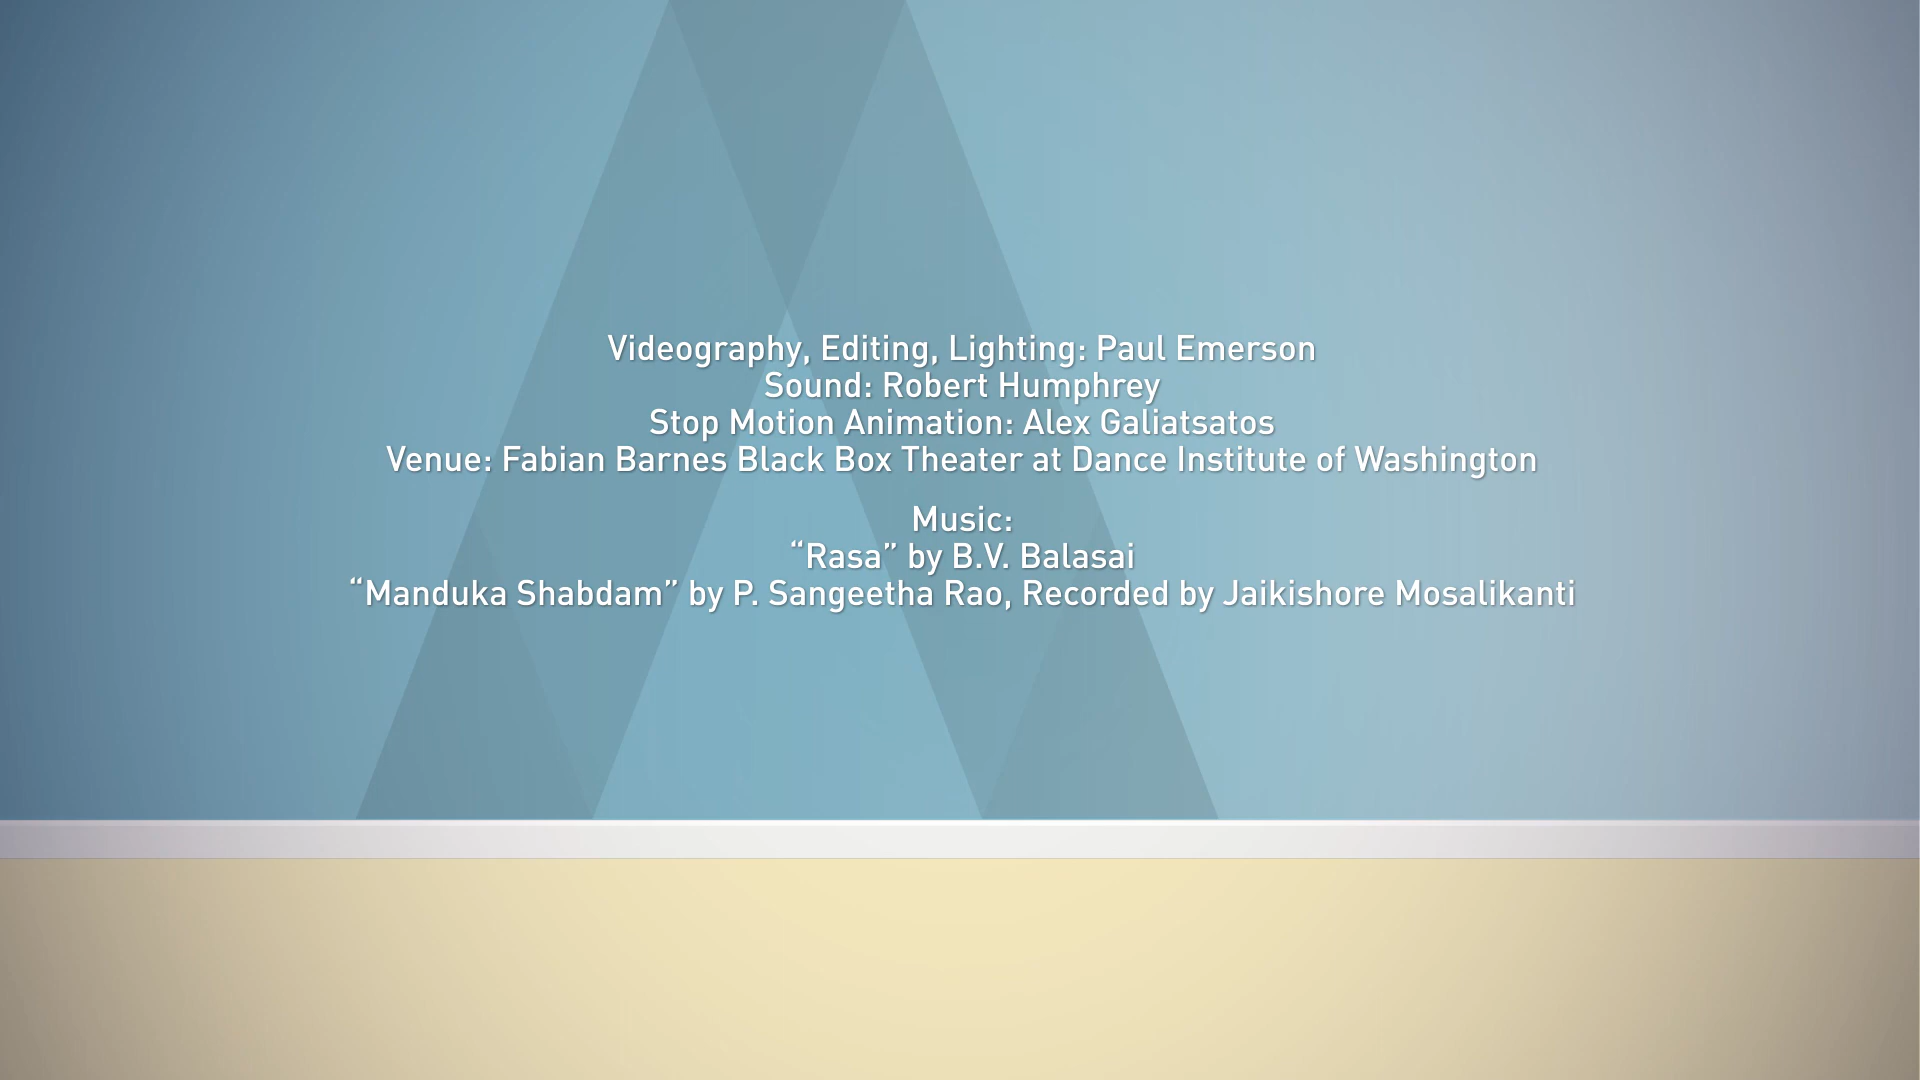 Videography, Editing, Lighting: Paul Emerson
Sound: Robert Humphrey
Stop Motion Animation: Alex Galiatsatos
Venue: Fabian Barnes Black Box Theater at Dance Institute of Washington
Music:
“Rasa” by B.V. Balasai
“Manduka Shabdam” by P. Sangeetha Rao, Recorded by Jaikishore Mosalikanti